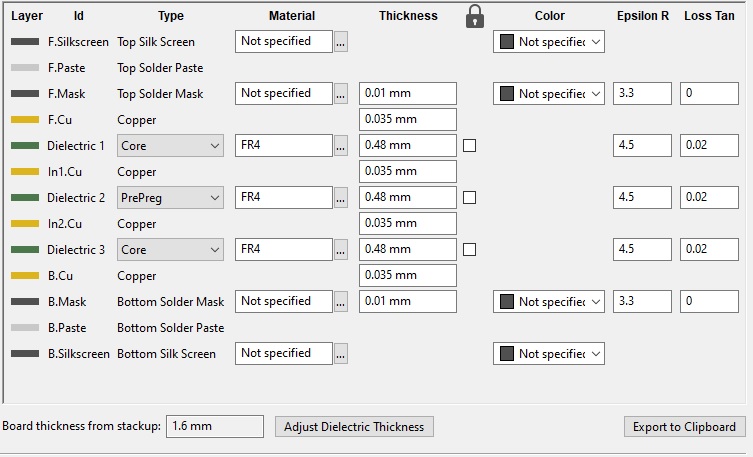 Layer Id Type Material Thickness Color Epsilon R Loss Tan
F.Silkscreen Top Silk Screen Not specified ... Not specified
F.Paste Top Solder Paste
F.Mask Top Solder Mask Not specified ... 0.01 mm Not specified 3.3 0
F.Cu Copper 0.035 mm
Dielectric 1 Core FR4 ... 0.48 mm 4.5 0.02
In1.Cu Copper 0.035 mm
Dielectric 2 PrePreg FR4 ... 0.48 mm 4.5 0.02
In2.Cu Copper 0.035 mm
Dielectric 3 Core FR4 ... 0.48 mm 4.5 0.02
B.Cu Copper 0.035 mm
B.Mask Bottom Solder Mask Not specified ... 0.01 mm Not specified 3.3 0
B.Paste Bottom Solder Paste
B.Silkscreen Bottom Silk Screen Not specified ... Not specified
Board thickness from stackup: 1.6 mm Adjust Dielectric Thickness Export to Clipboard